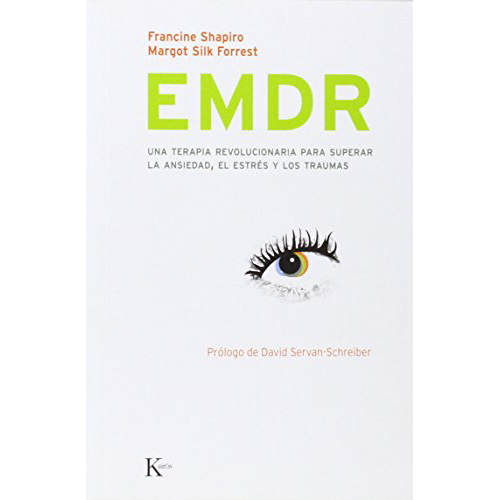 Francine Shapiro
Margot Silk Forrest
EMDR
UNA TERAPIA REVOLUCIONARIA PARA SUPERAR
LA ANSIEDAD, EL ESTRÉS Y LOS TRAUMAS
Prólogo de David Servan-Schreiber
Kairós